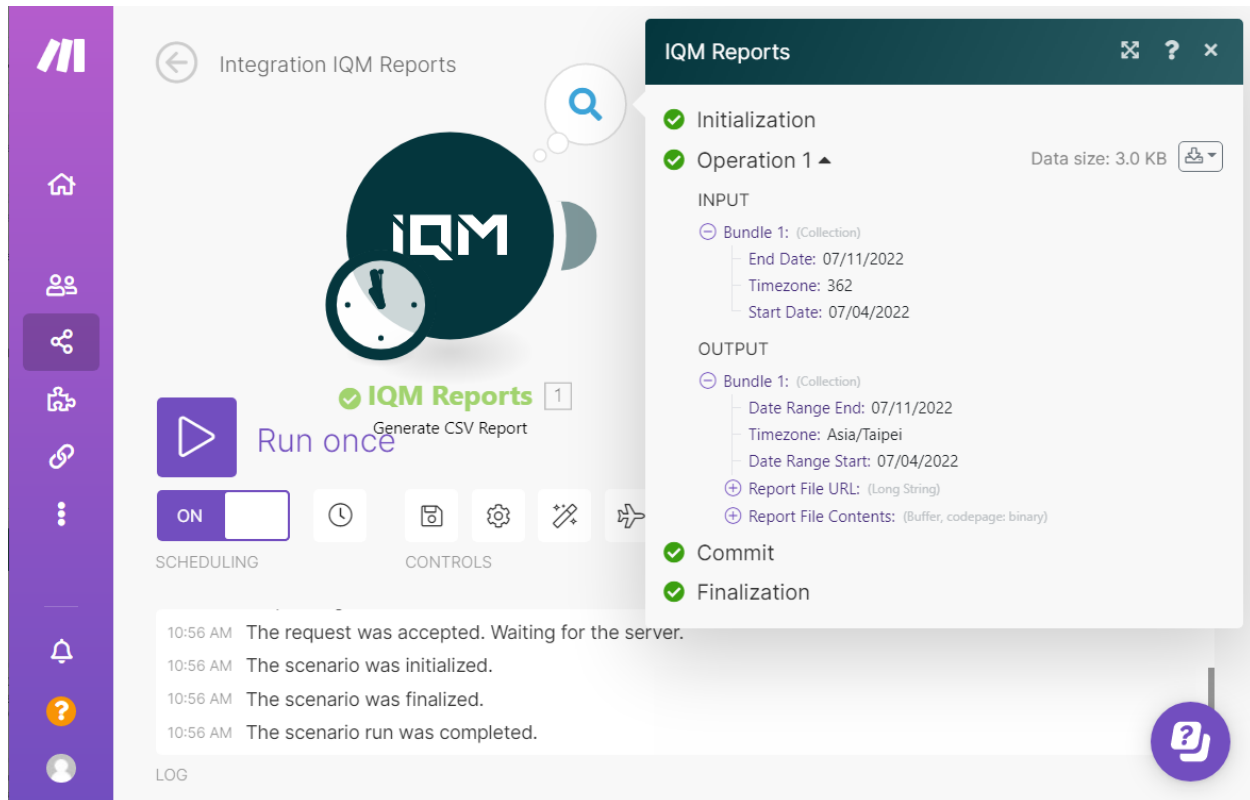 Integration IQM Reports
iQM
IQM Reports 1
Generate CSV Report
Run once
ON
SCHEDULING
CONTROLS
10:56 AM The request was accepted. Waiting for the server.
10:56 AM The scenario was initialized.
10:56 AM The scenario was finalized.
10:56 AM The scenario run was completed.
LOG
IQM Reports ?
Initialization
Operation 1 Data size: 3.0 KB
INPUT
Bundle 1: (Collection)
End Date: 07/11/2022
Timezone: 362
Start Date: 07/04/2022
OUTPUT
Bundle 1: (Collection)
Date Range End: 07/11/2022
Timezone: Asia/Taipei
Date Range Start: 07/04/2022
Report File URL: (Long String)
Report File Contents: (Buffer, codepage: binary)
Commit
Finalization
?
?